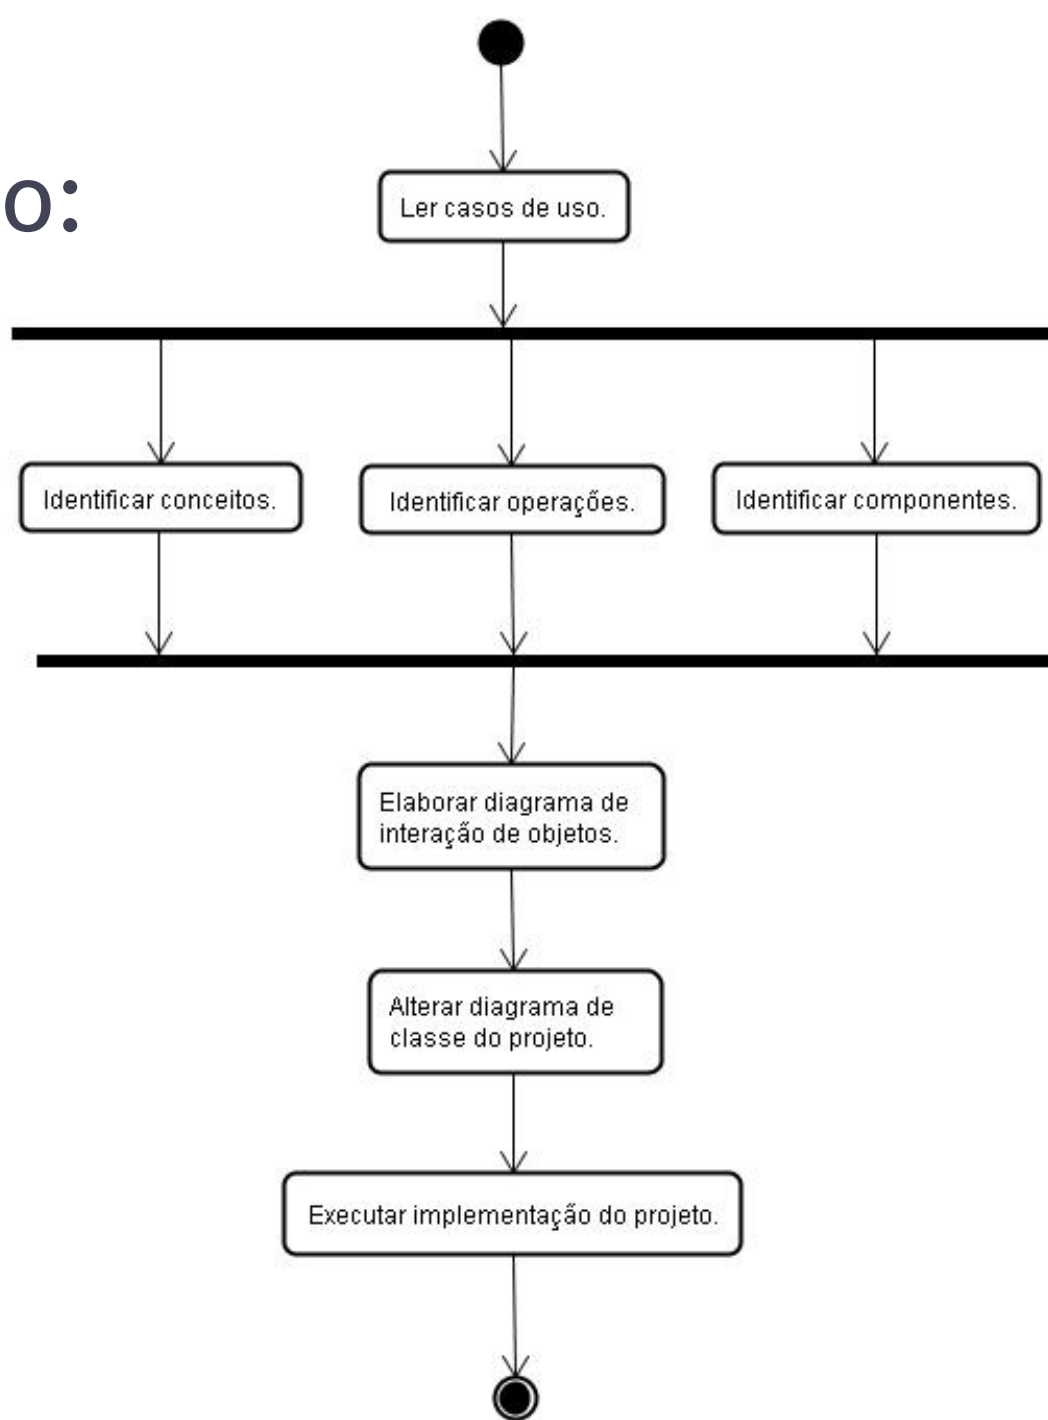 o:
Ler casos de uso.
Identificar conceitos.
Identificar operações.
Identificar componentes.
Elaborar diagrama de
interação de objetos.
Alterar diagrama de
classe do projeto.
Executar implementação do projeto.